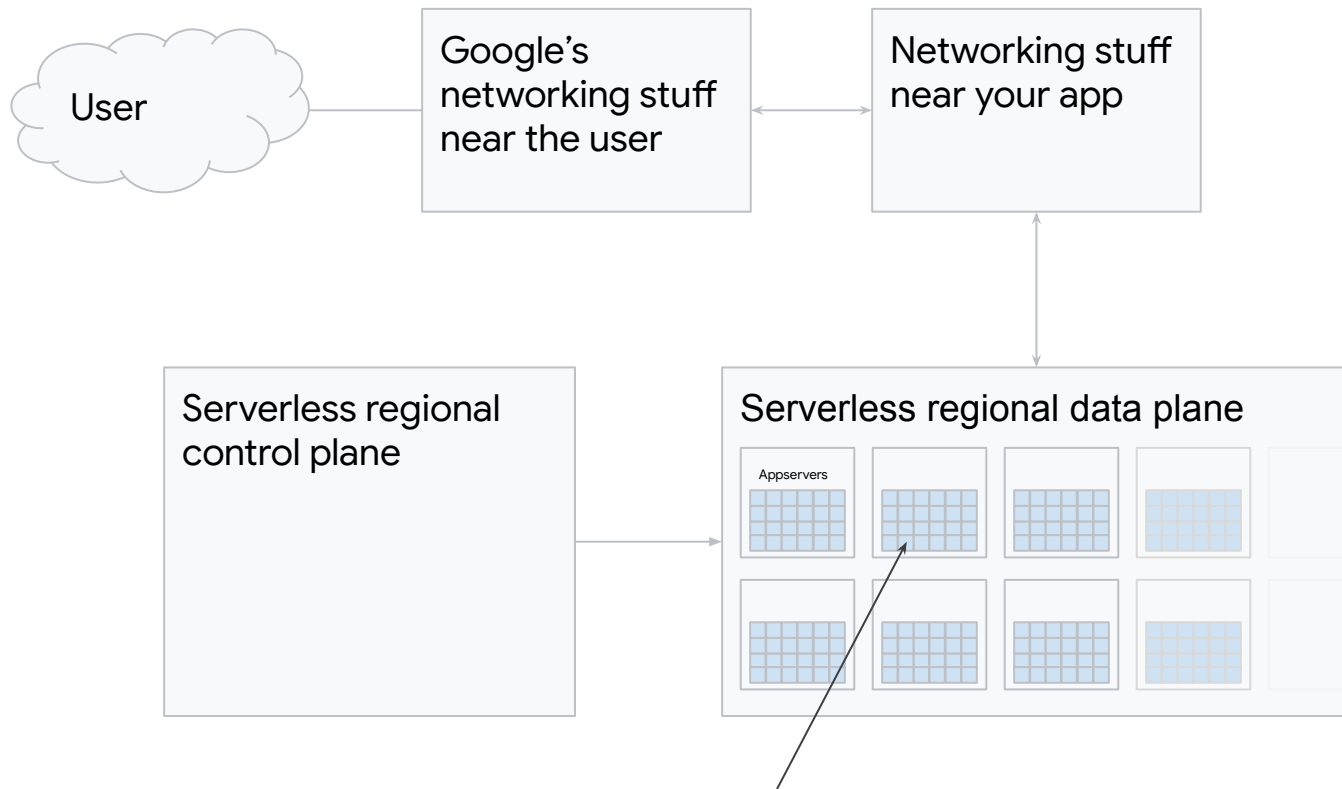 User
Google’s
networking stuff
near the user
Networking stuff
near your app
Serverless regional
control plane
Serverless regional data plane
Appservers